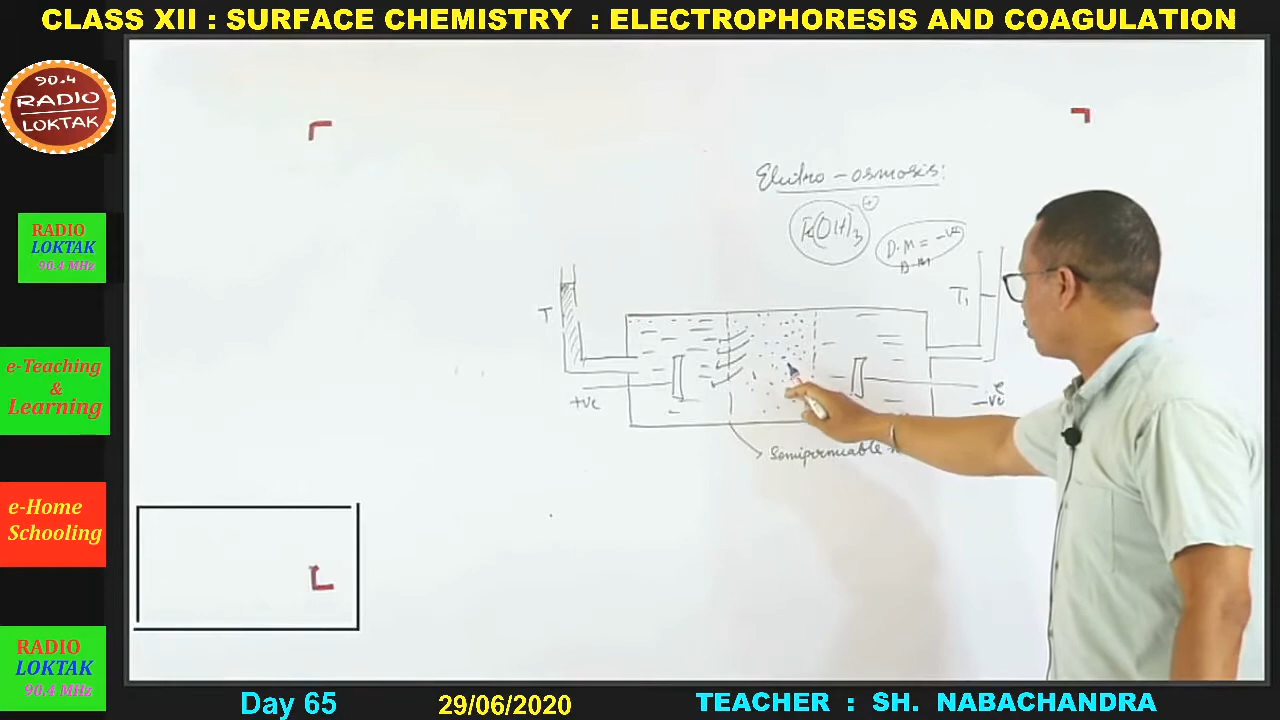 CLASS XII : SURFACE CHEMISTRY : ELECTROPHORESIS AND COAGULATION
90.4
RADIO
LOKTAK
RADIO
LOKTAK
90.4 MHz
e-Teaching
&
Learning
e-Home
Schooling
RADIO
LOKTAK
90.4 MHz
Electro-osmosis:
Fe(OH)3 +
D.M = -ve
D.M
T
T1
+ve
-ve
Semipermeable
Day 65
29/06/2020
TEACHER : SH. NABACHANDRA